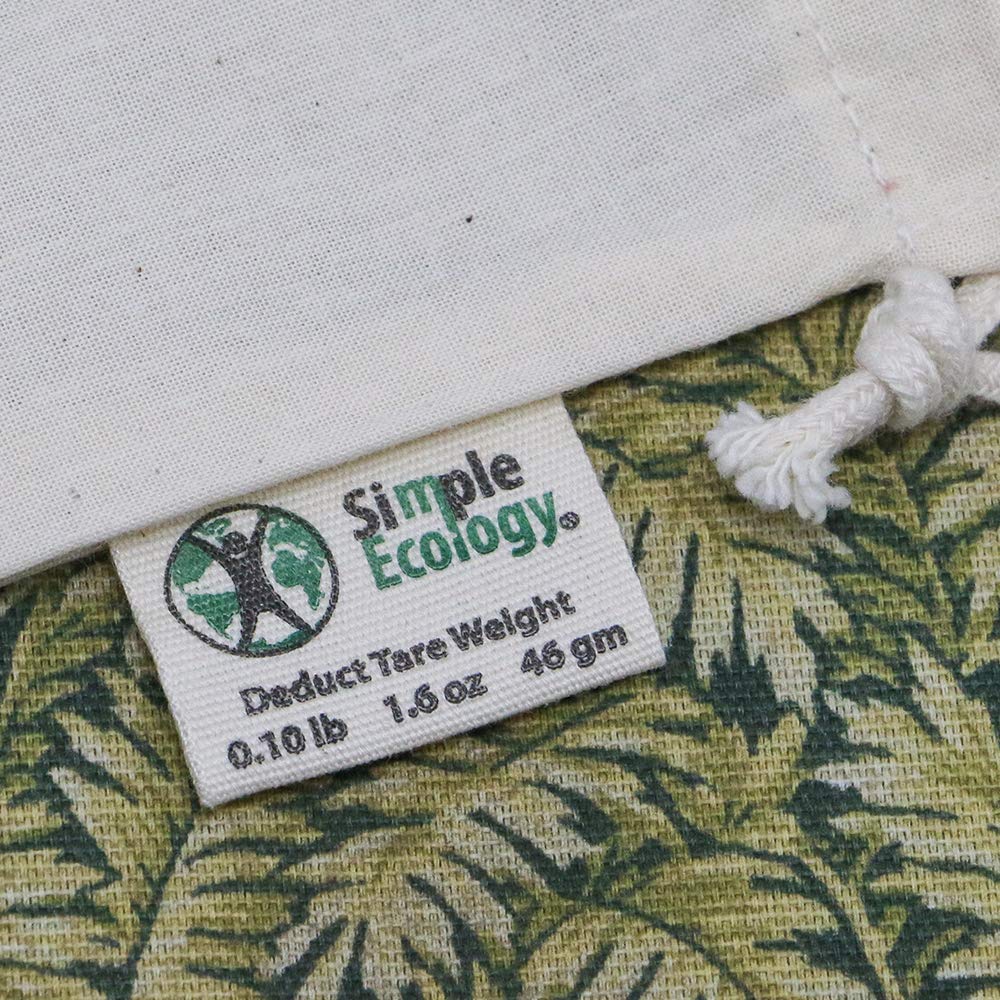 Simple
Ecology®
Deduct Tare Weight
0.10 lb 1.6 oz 46 gm